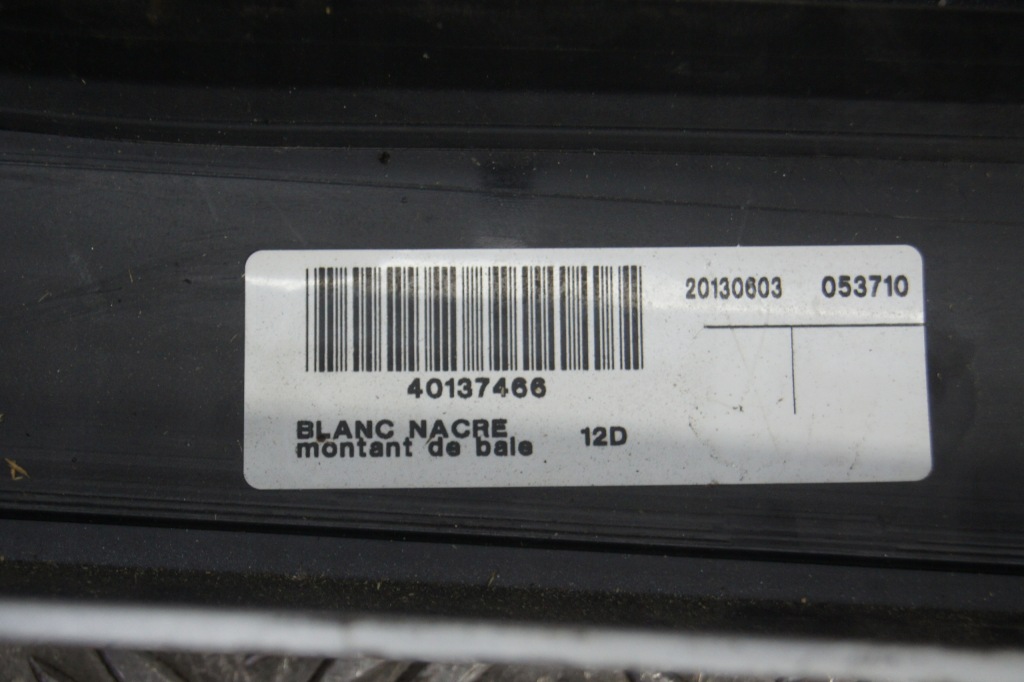 20130603 053710
40137466
BLANC NACRE
montant de baie 12D